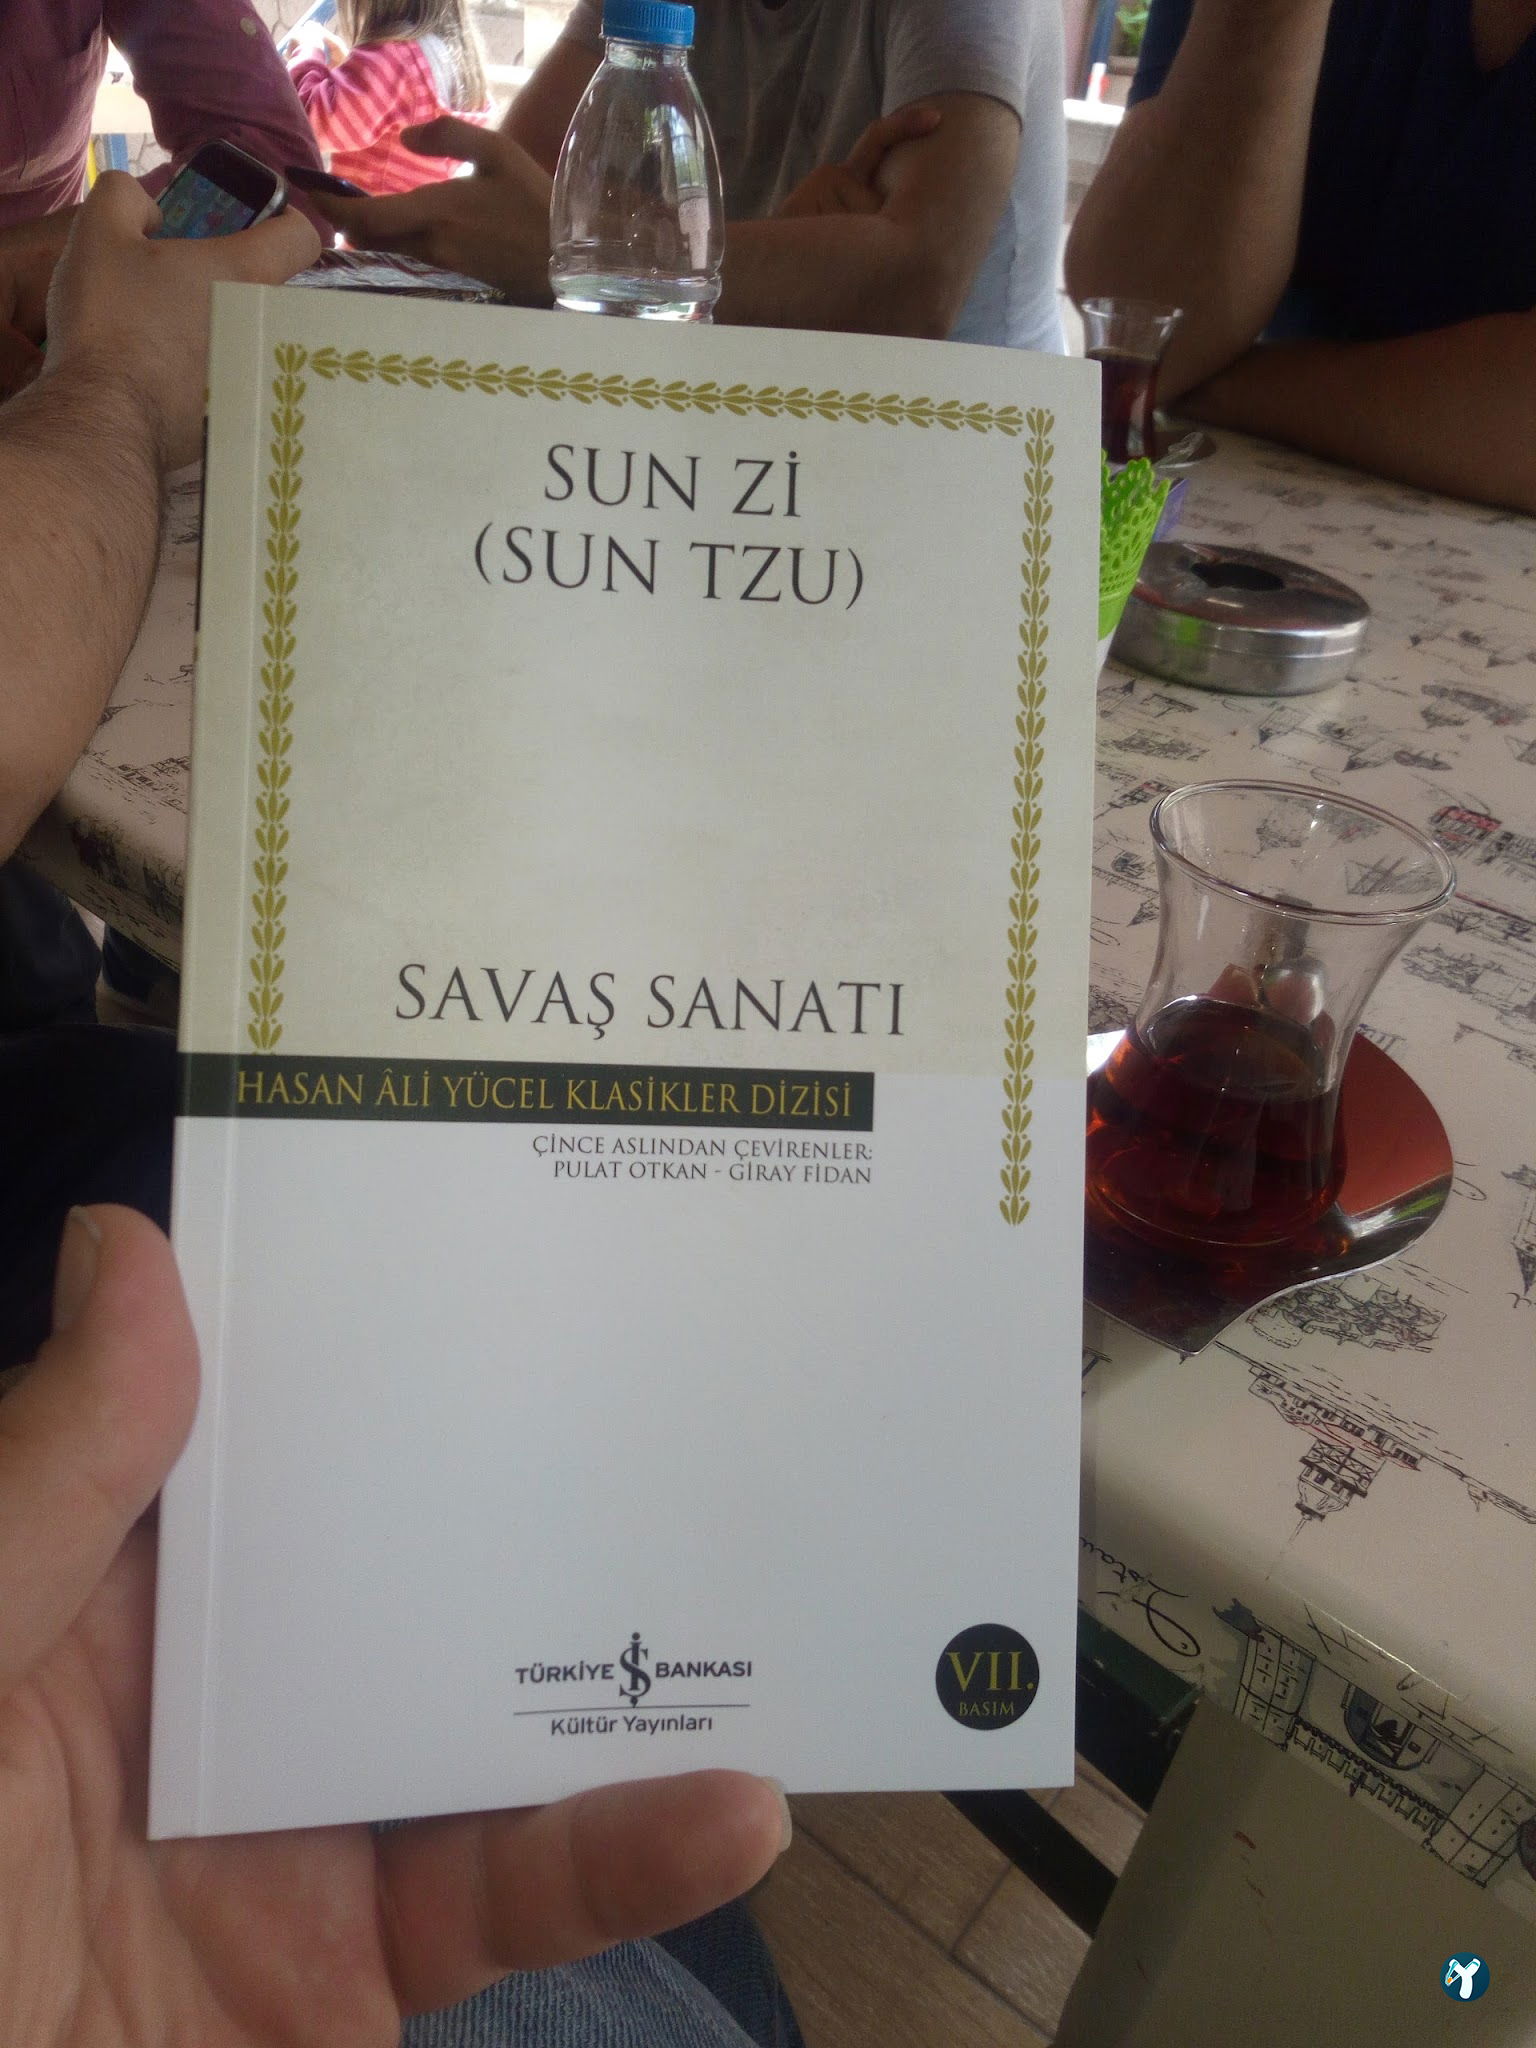 SUN Zİ
(SUN TZU)
SAVAŞ SANATI
HASAN ÂLİ YÜCEL KLASİKLER DİZİSİ
ÇİNCE ASLINDAN ÇEVİRENLER:
PULAT OTKAN - GİRAY FİDAN
TÜRKİYE İŞ BANKASI
Kültür Yayınları
VII.
BASIM